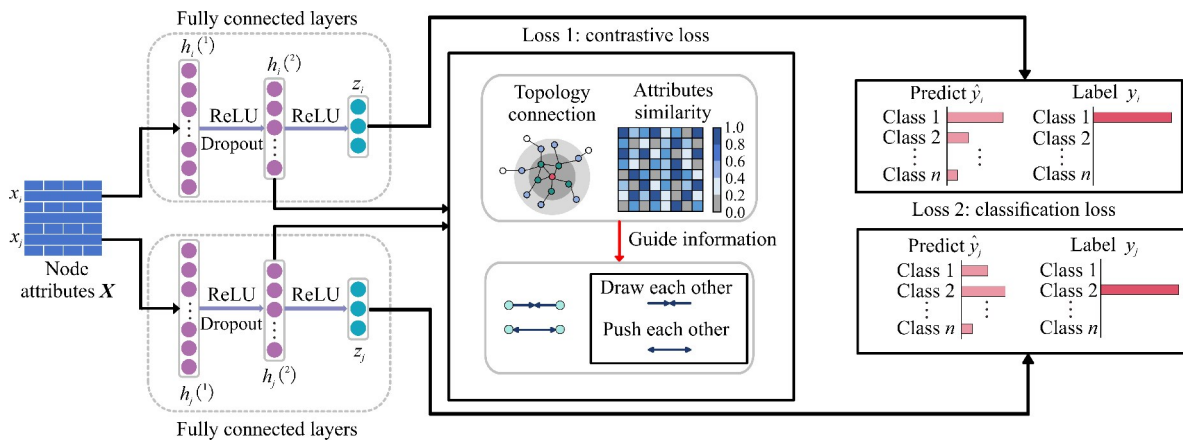 Fully connected layers
h_i^(1)
h_i^(2)
z_i
ReLU
ReLU
Dropout
x_i
x_j
Node
attributes X
ReLU
ReLU
Dropout
z_j
h_j^(1)
h_j^(2)
Fully connected layers
Loss 1: contrastive loss
Topology
connection
Attributes
similarity
1.0
0.8
0.6
0.4
0.2
0.0
Guide information
Draw each other
Push each other
Predict ŷ_i
Label y_i
Class 1
Class 1
Class 2
Class 2
Class n
Class n
Loss 2: classification loss
Predict ŷ_j
Label y_j
Class 1
Class 1
Class 2
Class 2
Class n
Class n